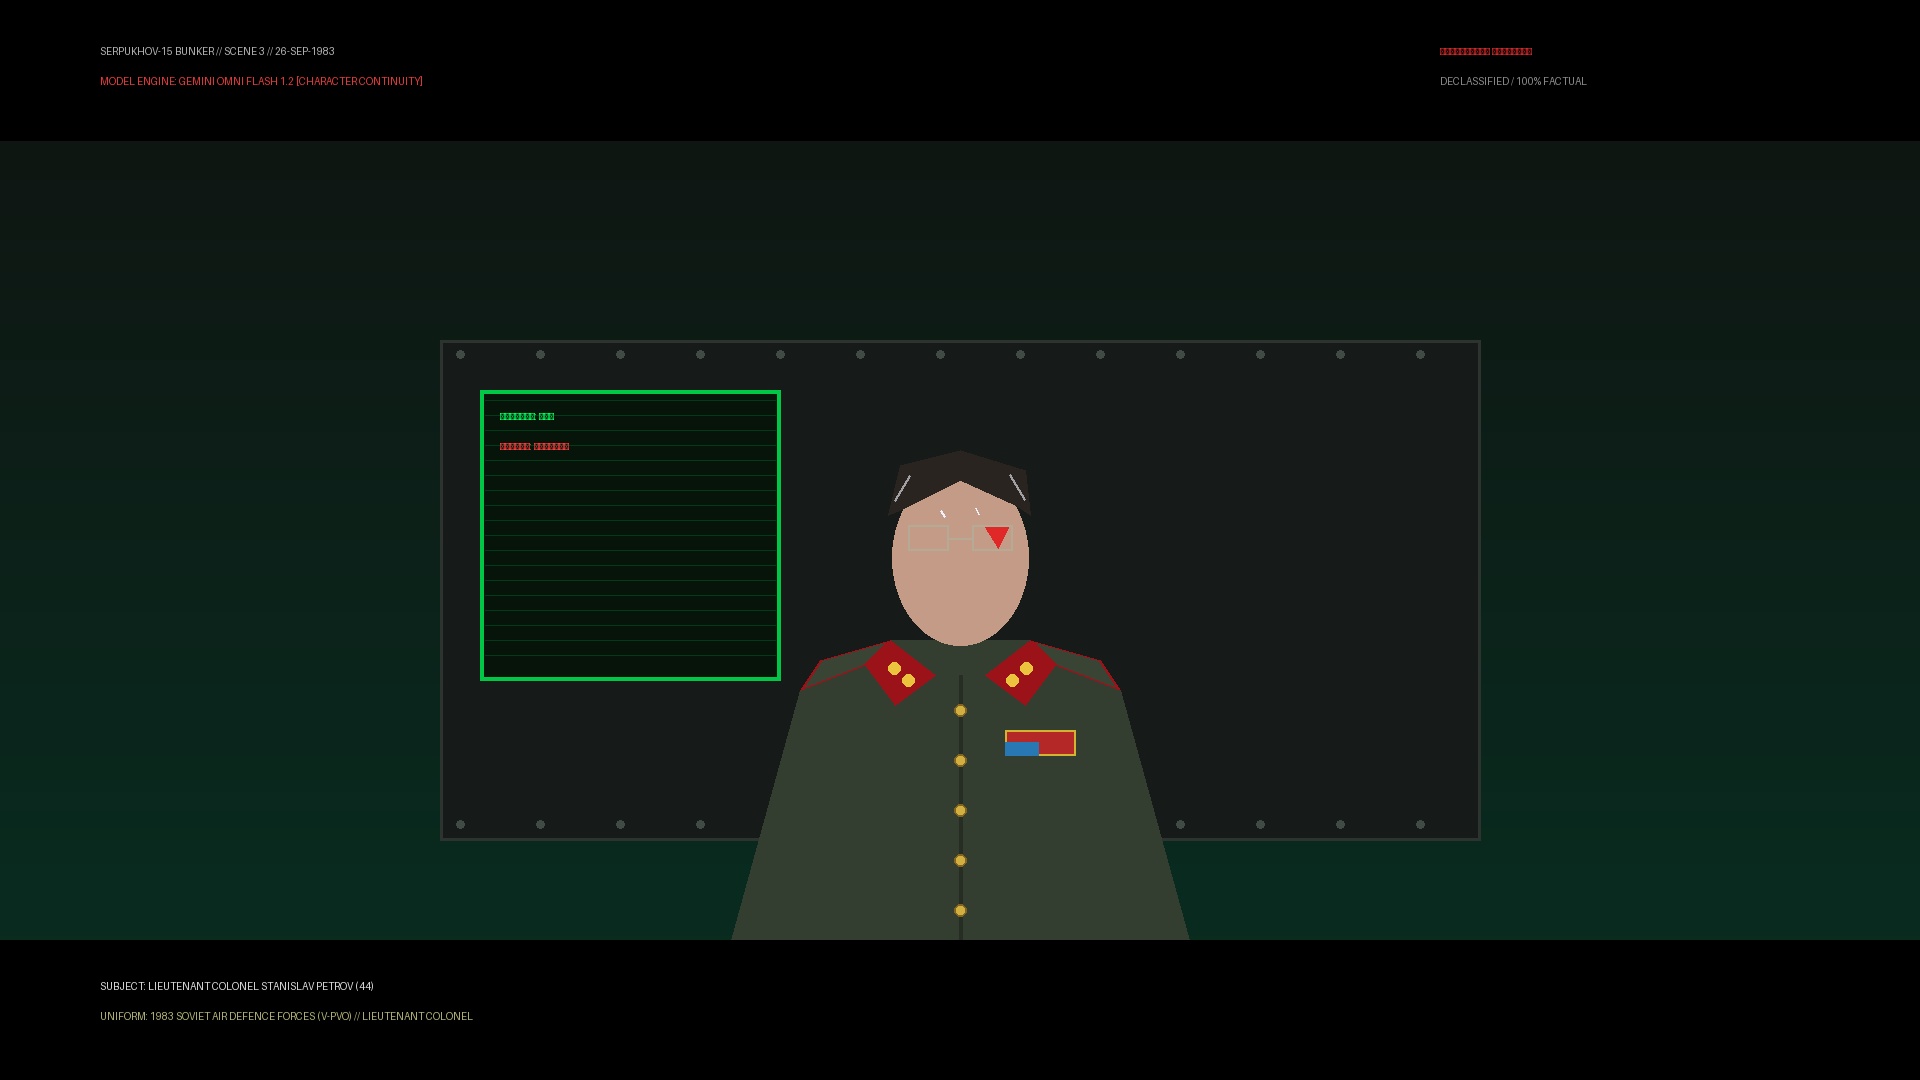 SERPUKHOV-15 BUNKER // SCENE 3 // 26-SEP-1983
MODEL ENGINE: GEMINI OMNI FLASH 1.2 [CHARACTER CONTINUITY]
DECLASSIFIED / 100% FACTUAL
SUBJECT: LIEUTENANT COLONEL STANISLAV PETROV (44)
UNIFORM: 1983 SOVIET AIR DEFENCE FORCES (V-PVO) // LIEUTENANT COLONEL